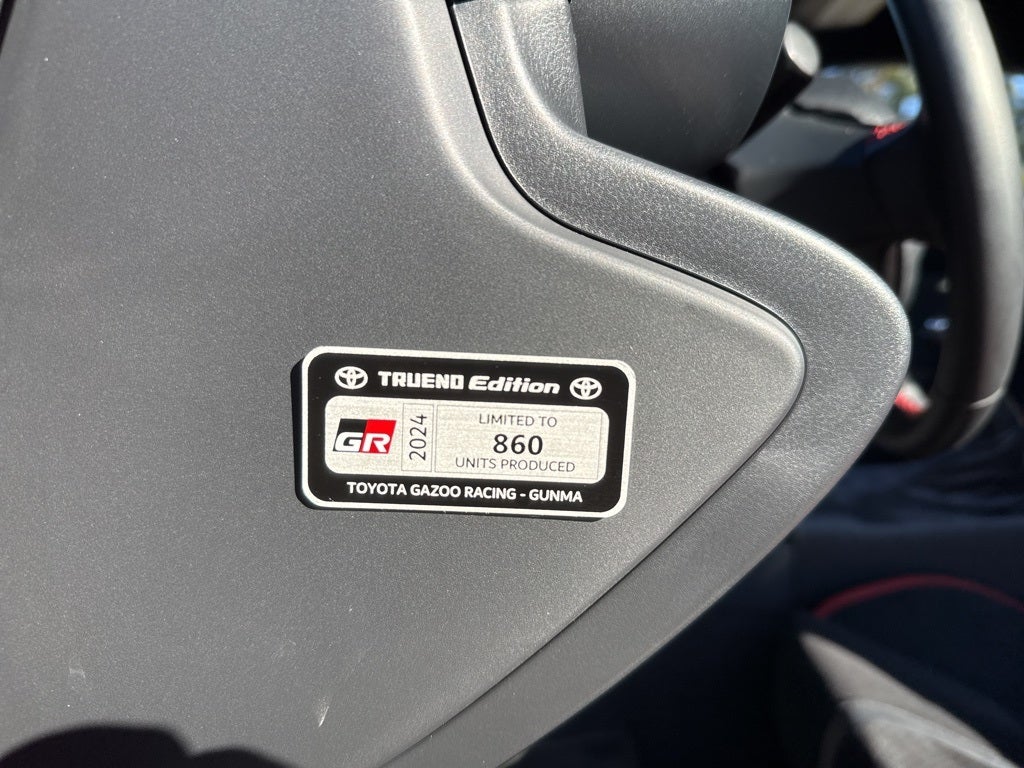 TRUENO Edition
GR
2024
LIMITED TO
860
UNITS PRODUCED
TOYOTA GAZOO RACING - GUNMA